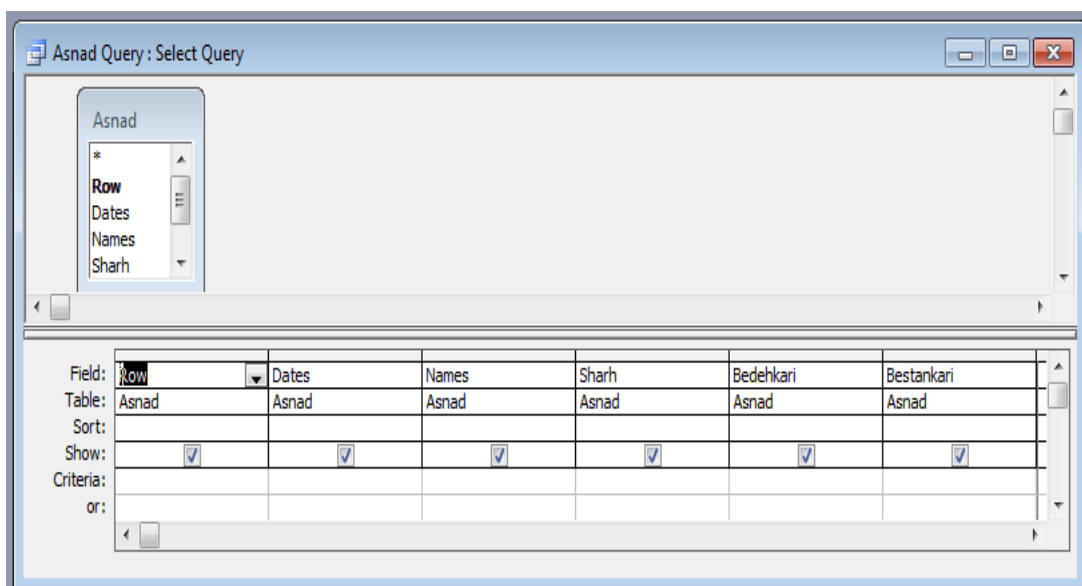 Asnad Query : Select Query
Asnad
*
Row
Dates
Names
Sharh
Field: Row Dates Names Sharh Bedehkari Bestankari
Table: Asnad Asnad Asnad Asnad Asnad Asnad
Sort:
Show:
Criteria:
or: